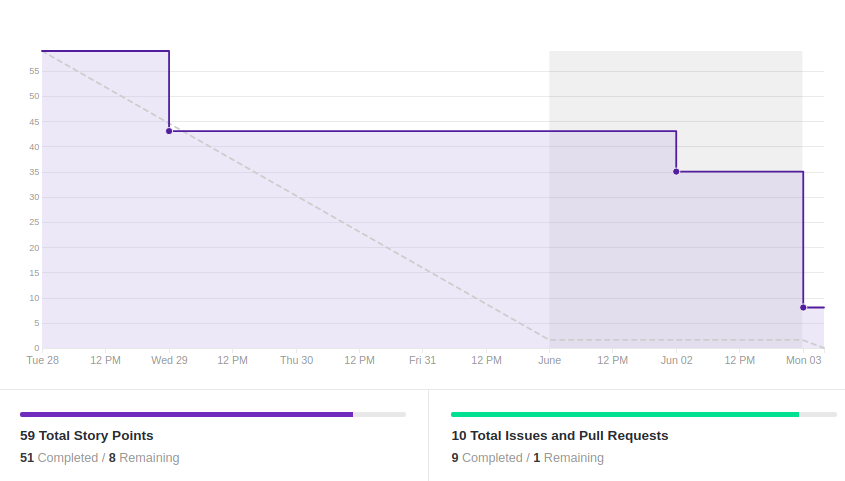 55
50
45
40
35
30
25
20
15
10
5
0
Tue 28 12 PM Wed 29 12 PM Thu 30 12 PM Fri 31 12 PM June 12 PM Jun 02 12 PM Mon 03
59 Total Story Points
51 Completed / 8 Remaining
10 Total Issues and Pull Requests
9 Completed / 1 Remaining